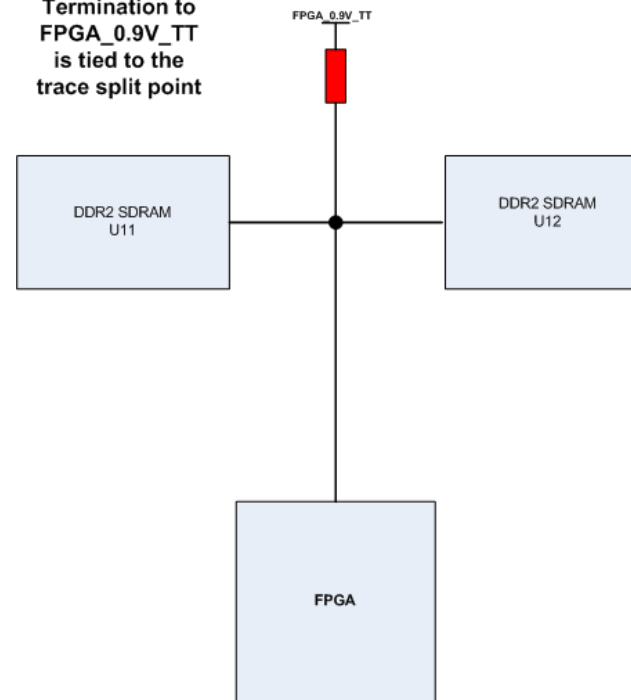 Termination to
FPGA_0.9V_TT
is tied to the
trace split point
FPGA_0.9V_TT
DDR2 SDRAM
U11
DDR2 SDRAM
U12
FPGA